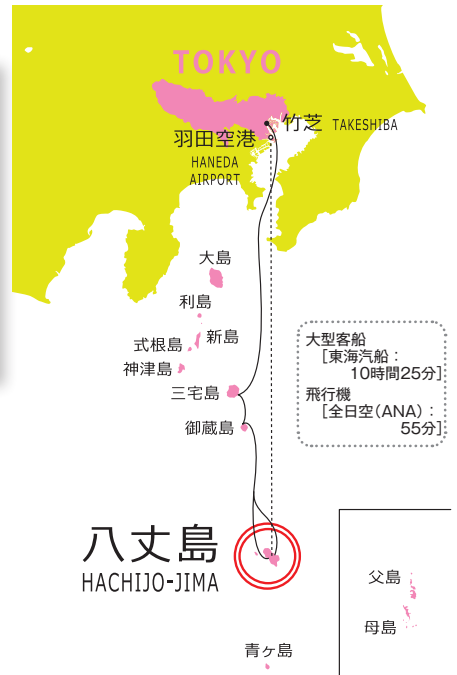 TOKYO
竹芝 TAKESHIBA
羽田空港
HANEDA
AIRPORT
大島
利島
新島
式根島
神津島
三宅島
御蔵島
大型客船
[東海汽船：
10時間25分]
飛行機
[全日空(ANA)：
55分]
八丈島
HACHIJO-JIMA
父島
母島
青ヶ島